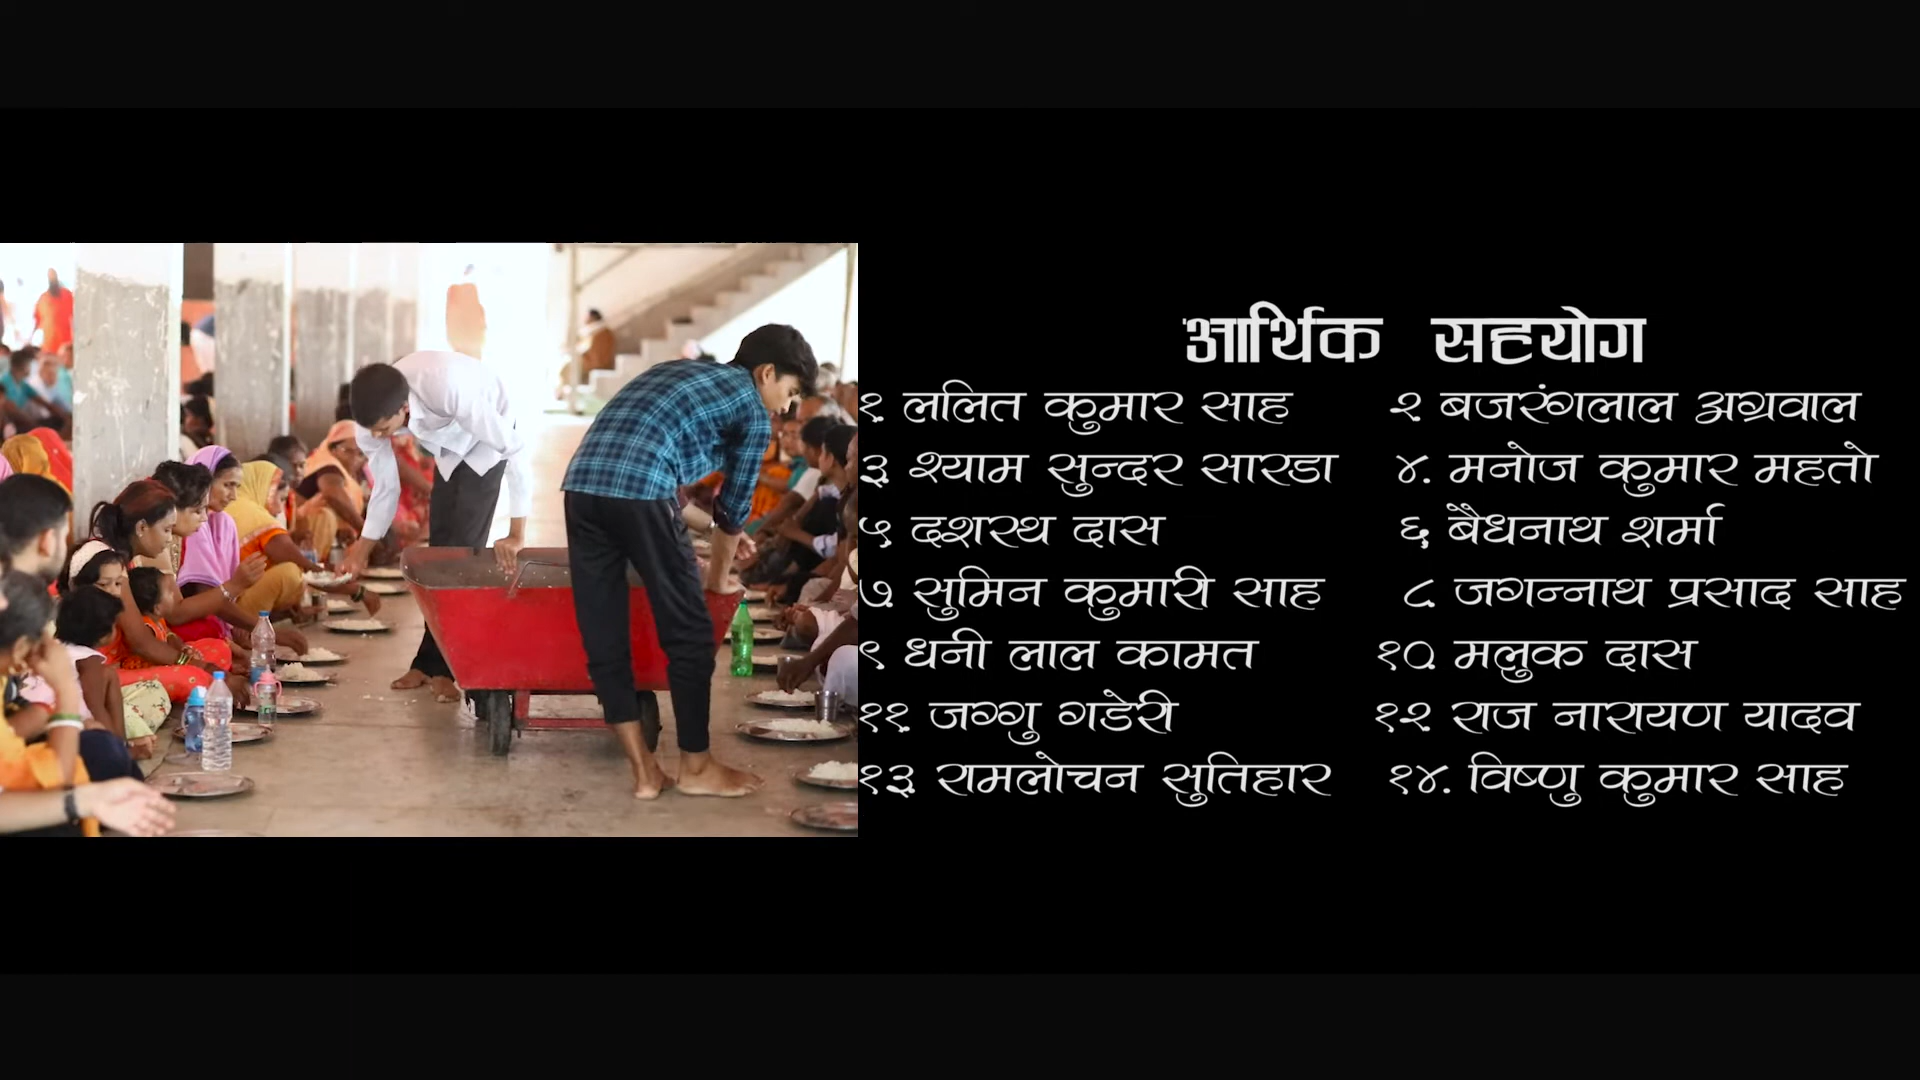 आर्थिक सहयोग
१. ललित कुमार साह २ बजरंगलाल अग्रवाल
३ श्याम सुन्दर सारडा ४. मनोज कुमार महतो
५ दशरथ दास ६ बैधनाथ शर्मा
७ सुमिन कुमारी साह ८ जगन्नाथ प्रसाद साह
९ धनी लाल कामत १० मलुक दास
११. जग्गु गडेरी १२ राज नारायण यादव
१३ रामलोचन सुतिहार १४. विष्णु कुमार साह